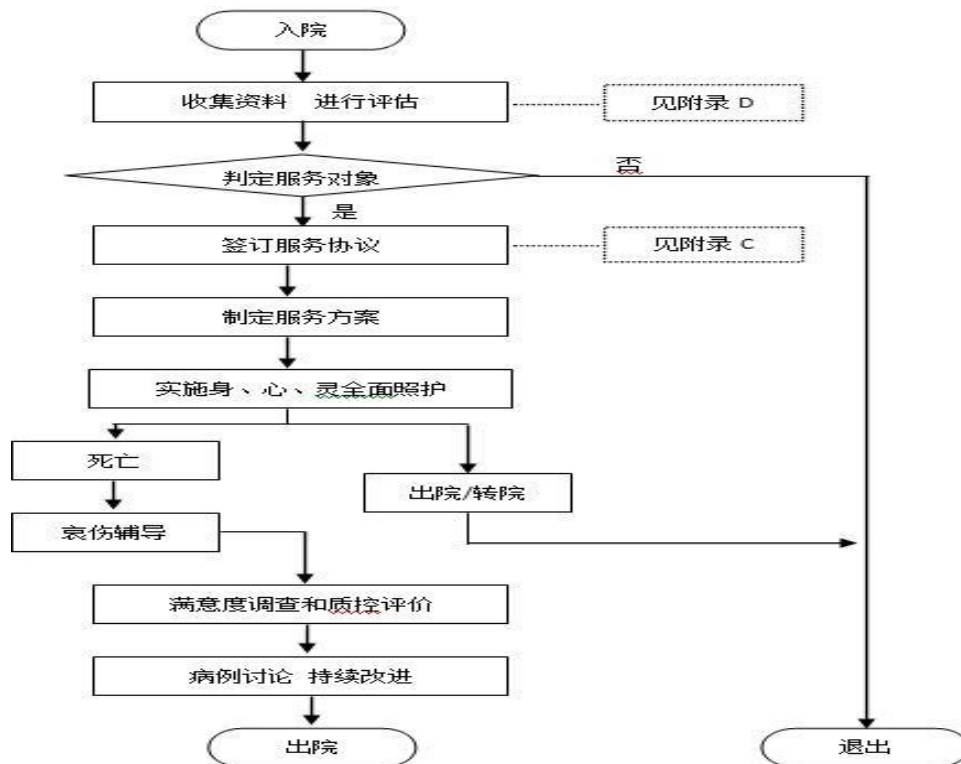 入院
收集资料 进行评估
见附录 D
判定服务对象
否
是
签订服务协议
见附录 C
制定服务方案
实施身、心、灵全面照护
死亡
出院/转院
哀伤辅导
满意度调查和质控评价
病例讨论 持续改进
出院
退出